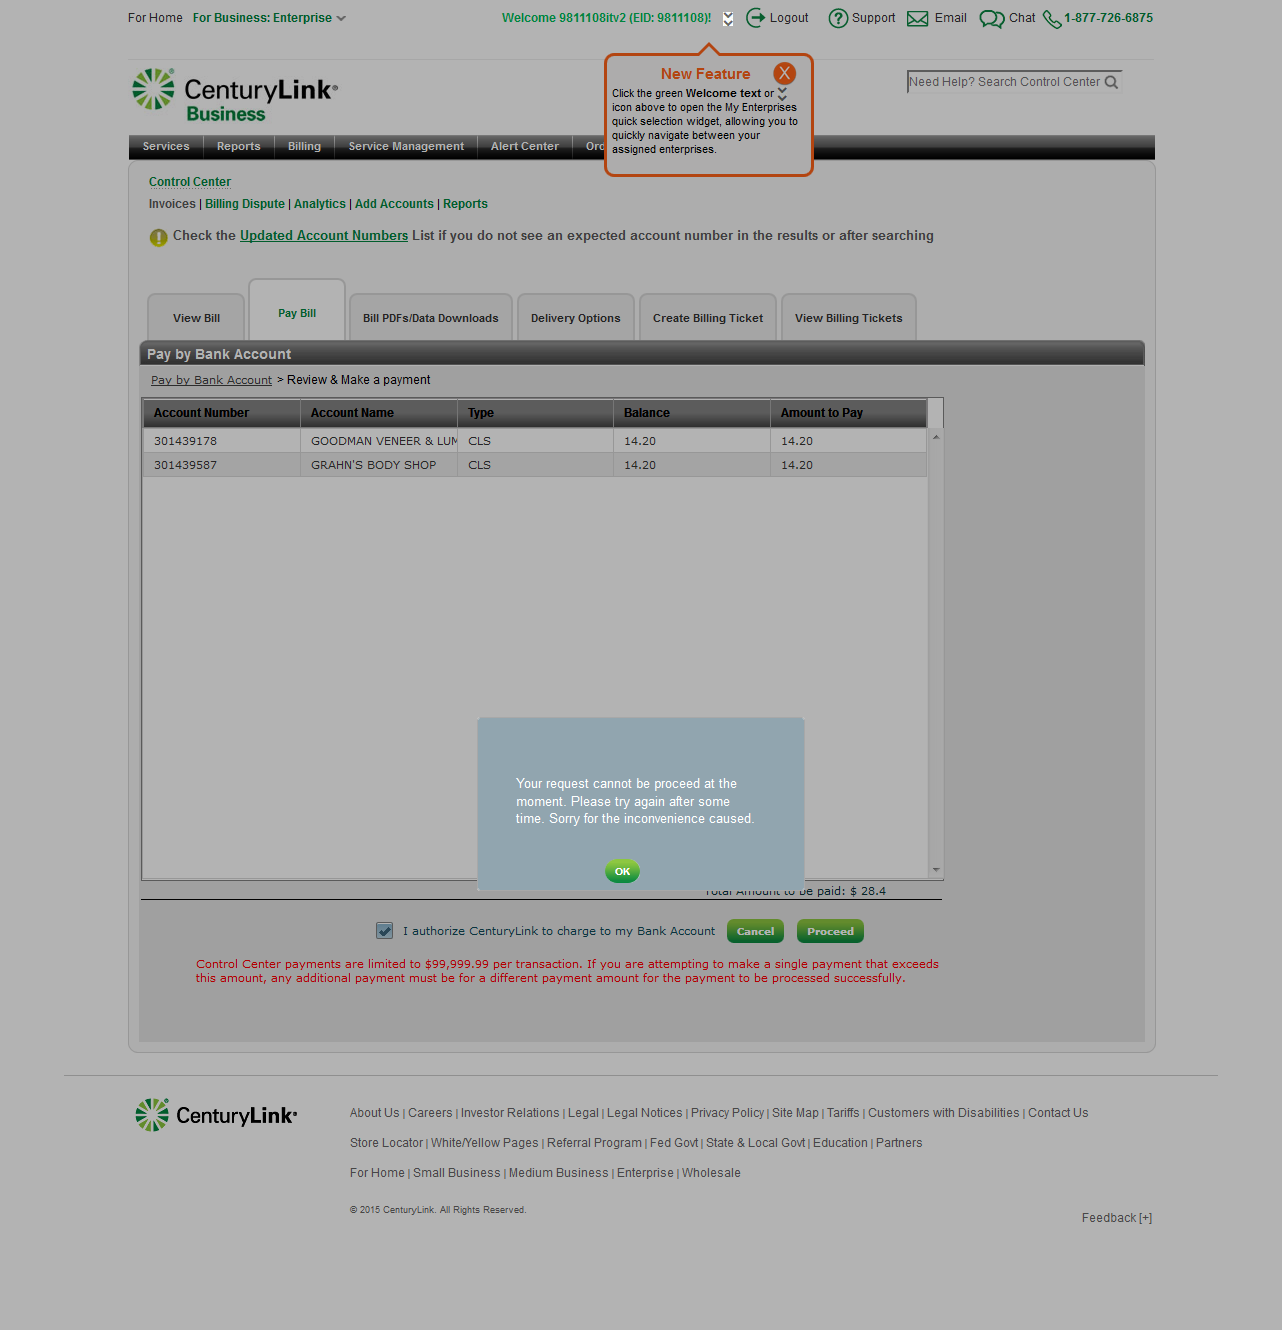 For Home For Business: Enterprise Welcome 9811108itv2 (EID: 9811108)! Logout Support Email Chat 1-877-726-6875
New Feature X
Click the green Welcome text or
icon above to open the My Enterprises
quick selection widget, allowing you to
quickly navigate between your
assigned enterprises.
CenturyLink®
Business
Need Help? Search Control Center
Services Reports Billing Service Management Alert Center
Control Center
Invoices | Billing Dispute | Analytics | Add Accounts | Reports
Check the Updated Account Numbers List if you do not see an expected account number in the results or after searching
View Bill Pay Bill Bill PDFs/Data Downloads Delivery Options Create Billing Ticket View Billing Tickets
Pay by Bank Account
Pay by Bank Account > Review & Make a payment
Account Number Account Name Type Balance Amount to Pay
301439178 GOODMAN VENEER & LUM CLS 14.20 14.20
301439587 GRAHN'S BODY SHOP CLS 14.20 14.20
Your request cannot be proceed at the
moment. Please try again after some
time. Sorry for the inconvenience caused.
OK
Total Amount to be paid: $ 28.4
I authorize CenturyLink to charge to my Bank Account Cancel Proceed
Control Center payments are limited to $99,999.99 per transaction. If you are attempting to make a single payment that exceeds
this amount, any additional payment must be for a different payment amount for the payment to be processed successfully.
CenturyLink®
About Us | Careers | Investor Relations | Legal | Legal Notices | Privacy Policy | Site Map | Tariffs | Customers with Disabilities | Contact Us
Store Locator | White/Yellow Pages | Referral Program | Fed Govt | State & Local Govt | Education | Partners
For Home | Small Business | Medium Business | Enterprise | Wholesale
© 2015 CenturyLink. All Rights Reserved.
Feedback [+]